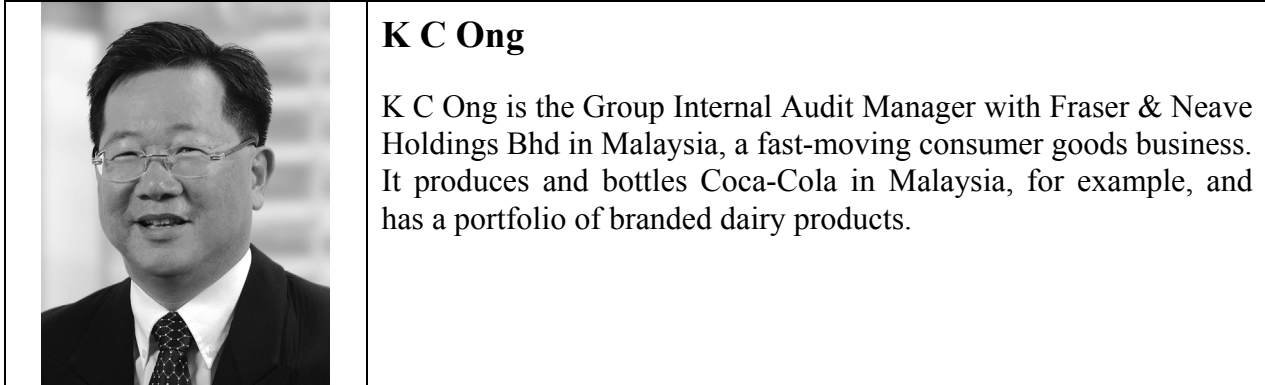 K C Ong
K C Ong is the Group Internal Audit Manager with Fraser & Neave
Holdings Bhd in Malaysia, a fast-moving consumer goods business.
It produces and bottles Coca-Cola in Malaysia, for example, and
has a portfolio of branded dairy products.